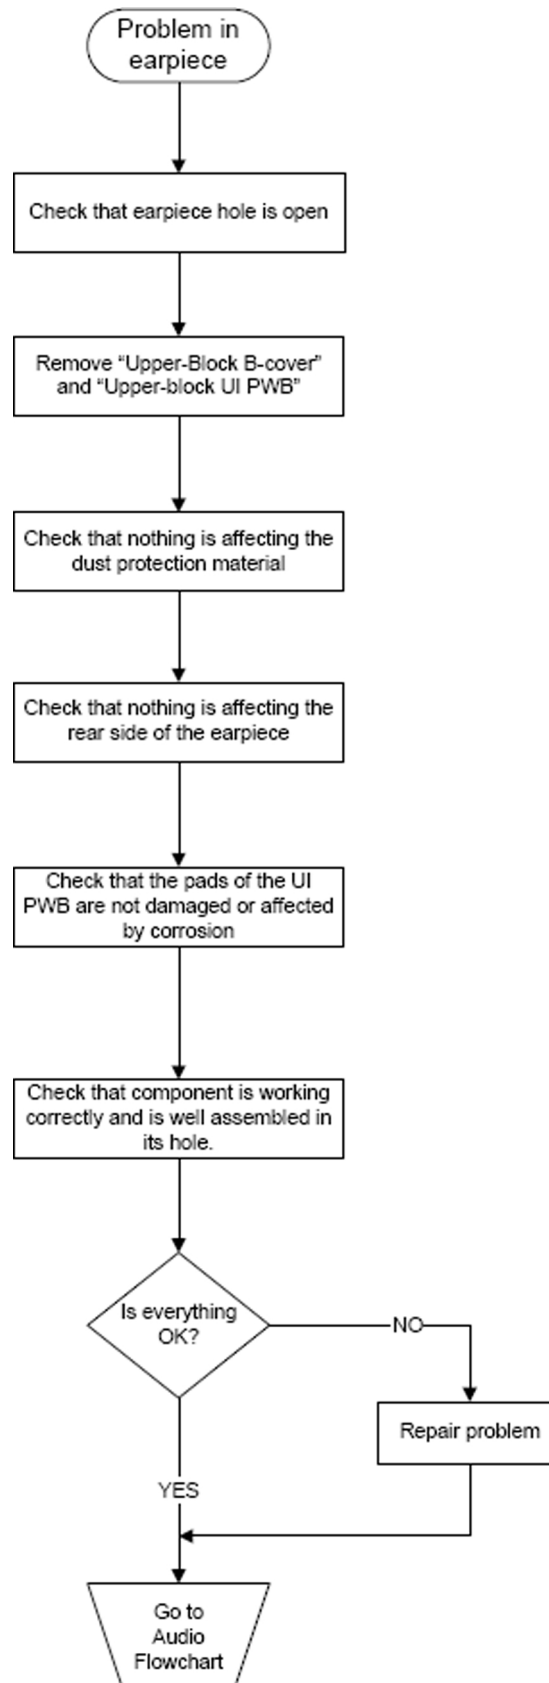 Problem in
earpiece
Check that earpiece hole is open
Remove “Upper-Block B-cover”
and “Upper-block UI PWB”
Check that nothing is affecting the
dust protection material
Check that nothing is affecting the
rear side of the earpiece
Check that the pads of the UI
PWB are not damaged or affected
by corrosion
Check that component is working
correctly and is well assembled in
its hole.
Is everything
OK?
NO
Repair problem
YES
Go to
Audio
Flowchart